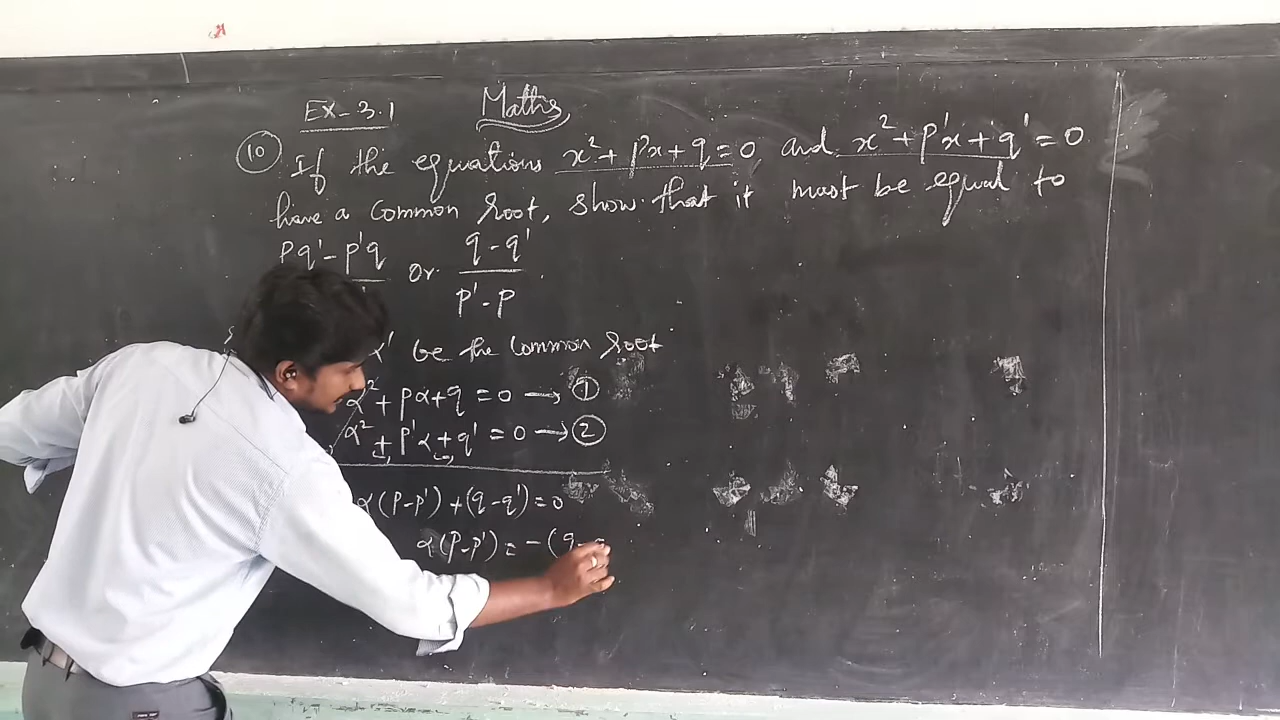 Ex-3.1 Maths
⑩ If the equations x² + px + q = 0 and x² + p'x + q' = 0
have a common root, show that it must be equal to
pq' - p'q / or q - q' / p' - p.
be the common root
α² + pα + q = 0 → ①
α² + p'α + q' = 0 → ②
α(p-p') + (q-q') = 0
α(p-p') = -(q-